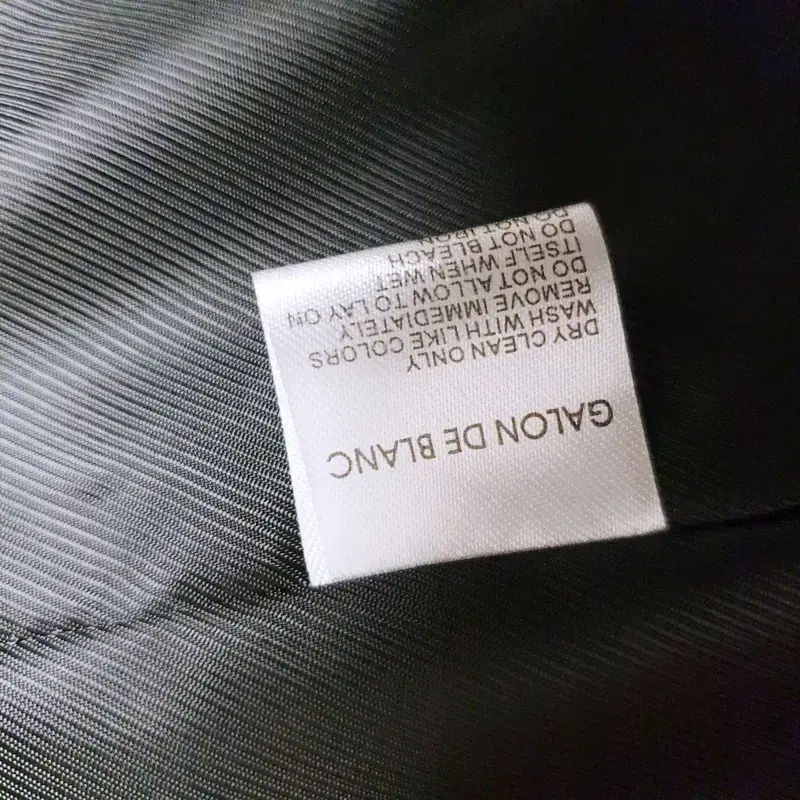 GALON DE BLANC
DRY CLEAN ONLY
WASH WITH LIKE COLORS
REMOVE IMMEDIATELY
DO NOT ALLOW TO LAY ON
ITSELF WHEN WET
DO NOT BLEACH
DO NOT IRON